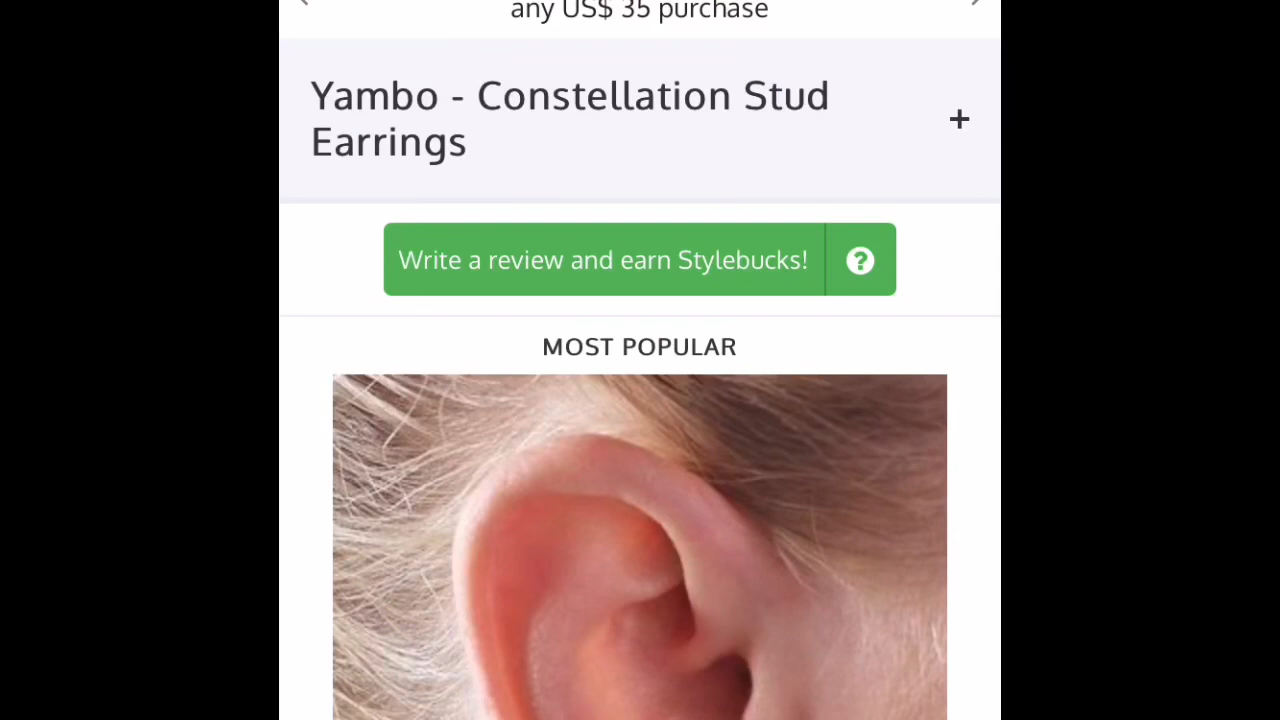 any US$ 35 purchase
Yambo - Constellation Stud
Earrings
+
Write a review and earn Stylebucks!
?
MOST POPULAR